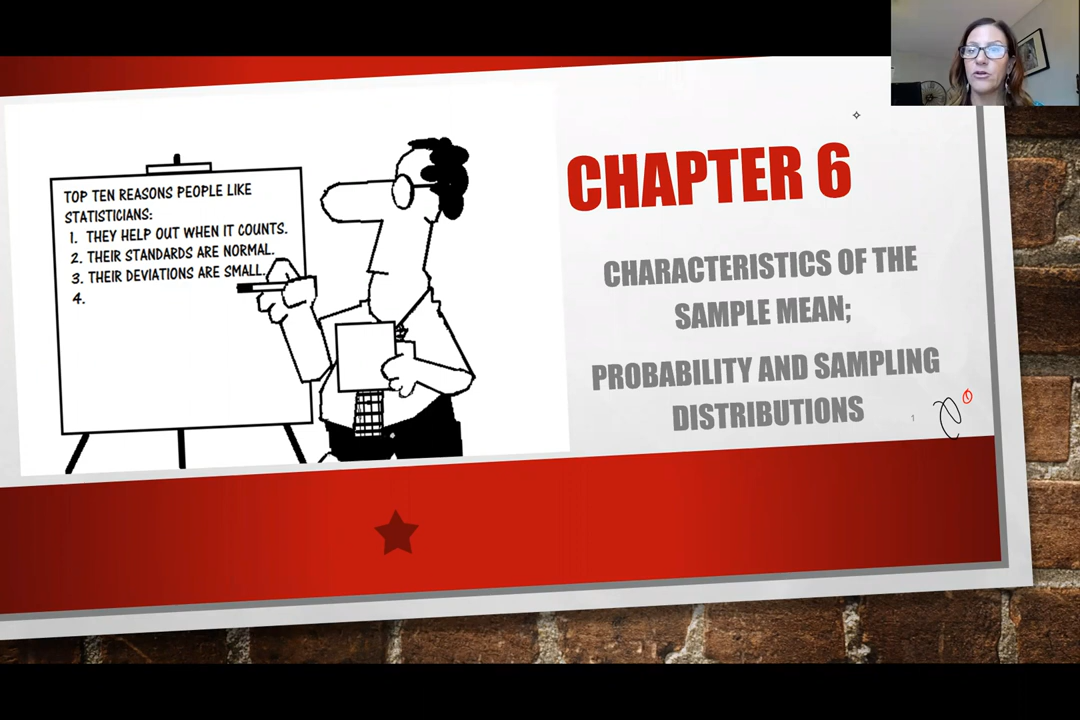 TOP TEN REASONS PEOPLE LIKE
STATISTICIANS:
1. THEY HELP OUT WHEN IT COUNTS.
2. THEIR STANDARDS ARE NORMAL.
3. THEIR DEVIATIONS ARE SMALL.
4.
CHAPTER 6
CHARACTERISTICS OF THE
SAMPLE MEAN;
PROBABILITY AND SAMPLING
DISTRIBUTIONS
1